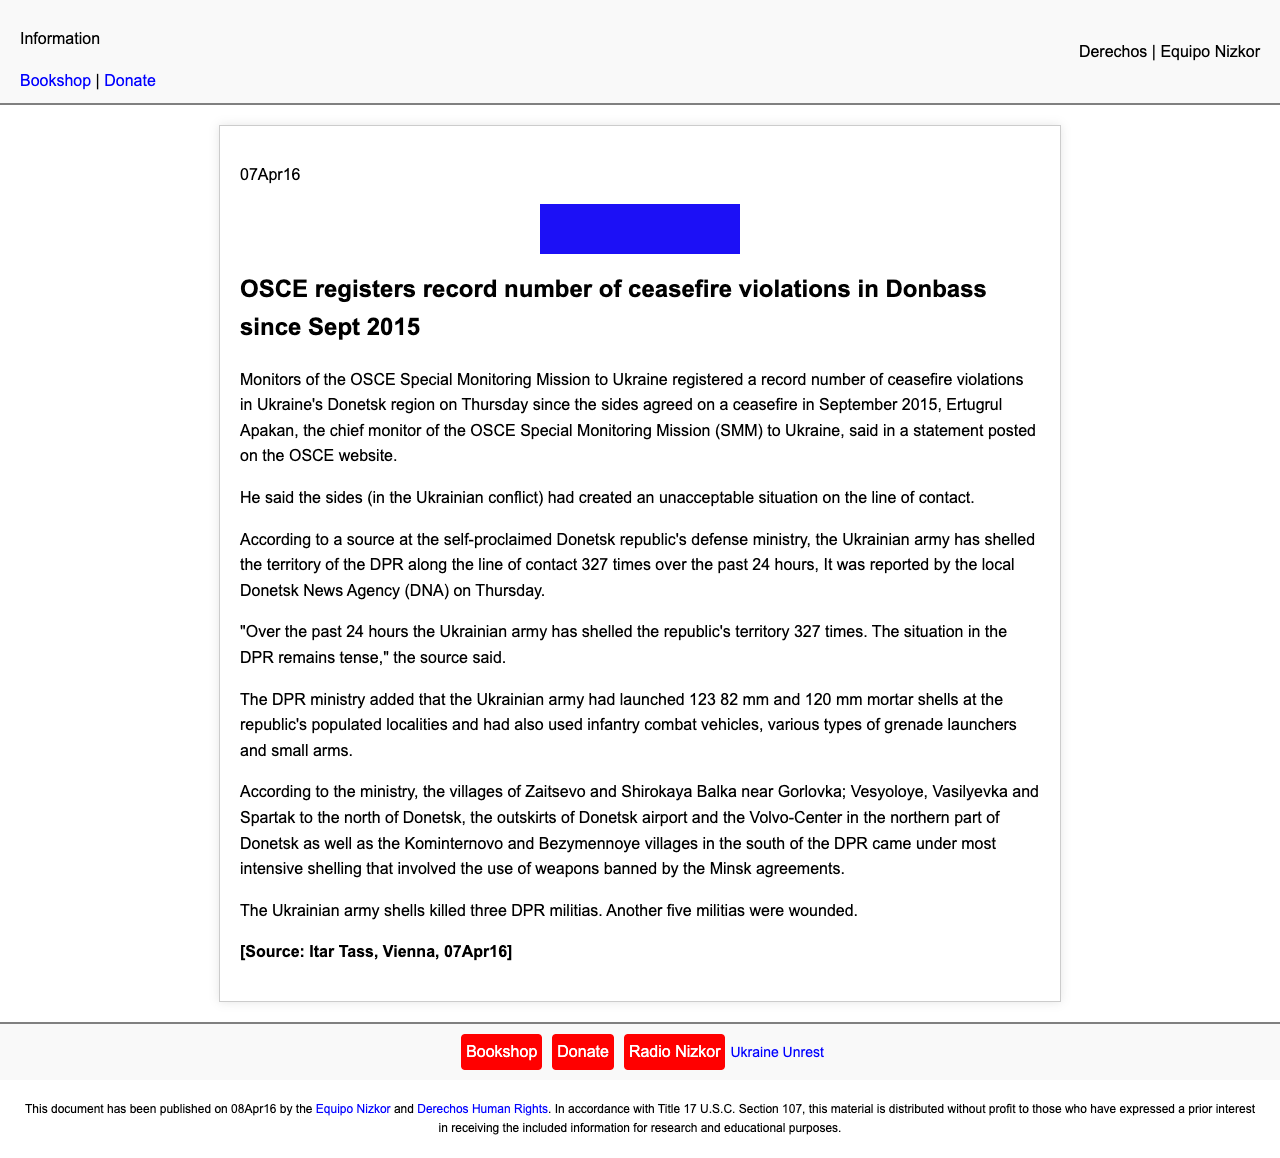 Information
Derechos | Equipo Nizkor
Bookshop | Donate
07Apr16
OSCE registers record number of ceasefire violations in Donbass
since Sept 2015
Monitors of the OSCE Special Monitoring Mission to Ukraine registered a record number of ceasefire violations
in Ukraine's Donetsk region on Thursday since the sides agreed on a ceasefire in September 2015, Ertugrul
Apakan, the chief monitor of the OSCE Special Monitoring Mission (SMM) to Ukraine, said in a statement posted
on the OSCE website.
He said the sides (in the Ukrainian conflict) had created an unacceptable situation on the line of contact.
According to a source at the self-proclaimed Donetsk republic's defense ministry, the Ukrainian army has shelled
the territory of the DPR along the line of contact 327 times over the past 24 hours, It was reported by the local
Donetsk News Agency (DNA) on Thursday.
"Over the past 24 hours the Ukrainian army has shelled the republic's territory 327 times. The situation in the
DPR remains tense," the source said.
The DPR ministry added that the Ukrainian army had launched 123 82 mm and 120 mm mortar shells at the
republic's populated localities and had also used infantry combat vehicles, various types of grenade launchers
and small arms.
According to the ministry, the villages of Zaitsevo and Shirokaya Balka near Gorlovka; Vesyoloye, Vasilyevka and
Spartak to the north of Donetsk, the outskirts of Donetsk airport and the Volvo-Center in the northern part of
Donetsk as well as the Kominternovo and Bezymennoye villages in the south of the DPR came under most
intensive shelling that involved the use of weapons banned by the Minsk agreements.
The Ukrainian army shells killed three DPR militias. Another five militias were wounded.
[Source: Itar Tass, Vienna, 07Apr16]
Bookshop Donate Radio Nizkor Ukraine Unrest
This document has been published on 08Apr16 by the Equipo Nizkor and Derechos Human Rights. In accordance with Title 17 U.S.C. Section 107, this material is distributed without profit to those who have expressed a prior interest
in receiving the included information for research and educational purposes.